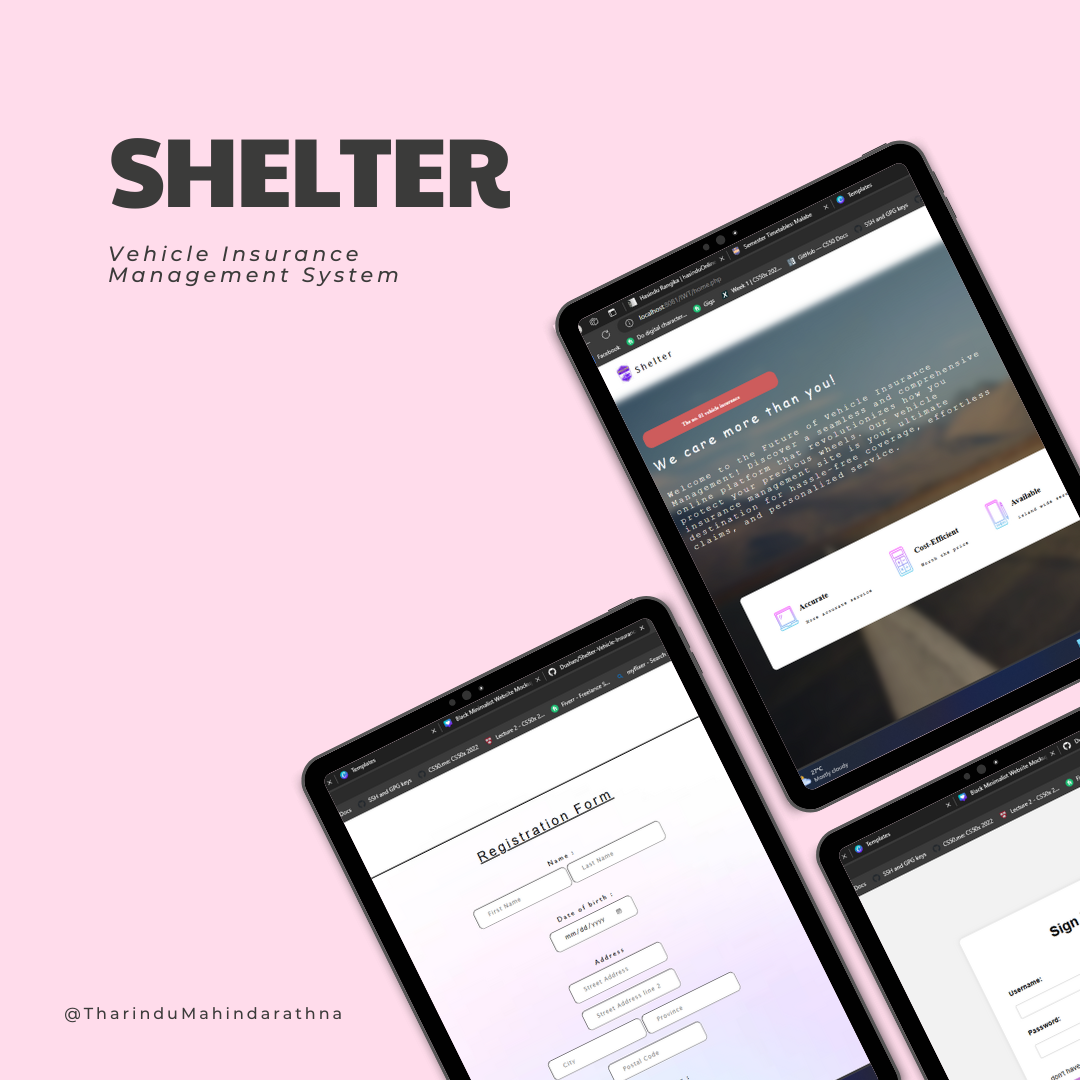 SHELTER
Vehicle Insurance
Management System
Hasindu Rangika | hasinduOnlin
Semester Timetables: Malabe
Templates
localhost:8081/IWT/home.php
Facebook
Do digital character...
Gigs
Week 1 | CS50x 202...
GitHub — CS50 Docs
SSH and GPG keys
Shelter
The no. 01 vehicle insurance
We care more than you!
Welcome to the Future of Vehicle Insurance
Management! Discover a seamless and comprehensive
online platform that revolutionizes how you
protect your precious wheels. Our vehicle
insurance management site is your ultimate
destination for hassle-free coverage, effortless
claims, and personalized service.
Accurate
More accurate service
Cost-Efficient
Worth the price
Available
27°C
Mostly cloudy
Templates
Black Minimalist Website Mock
Dushan/Shelter-Vehicle-Insuran
Docs
SSH and GPG keys
CS50.me: CS50x 2022
Lecture 2 - CS50x 2...
Fiverr - Freelance S...
myfiverr - Search
Registration Form
Name :
First Name
Last Name
Date of birth :
mm/dd/yyyy
Address
Street Address
Street Address line 2
City
Province
Postal Code
Templates
Black Minimalist Website Mock
Docs
SSH and GPG keys
CS50.me: CS50x 2022
Lecture 2 - CS50x 2...
Sign
Username:
Password:
don't have
@TharinduMahindarathna